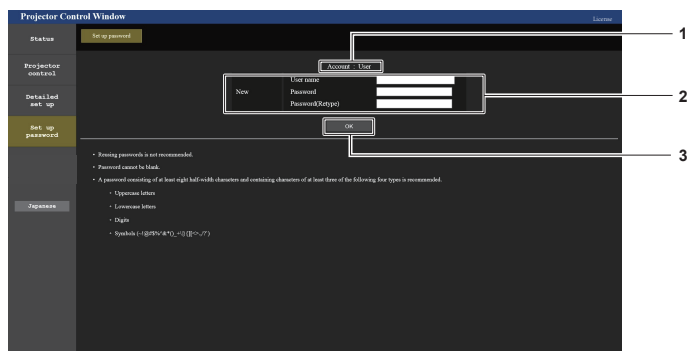 Projector Control Window
License
Status
Set up password
1
Projector
control
Account : User
User name
New Password
Password(Retype)
2
Detailed
set up
OK
Set up
password
3
• Reusing passwords is not recommended.
• Password cannot be blank.
• A password consisting of at least eight half-width characters and containing characters of at least three of the following four types is recommended.
• Uppercase letters
• Lowercase letters
Japanese
• Digits
• Symbols